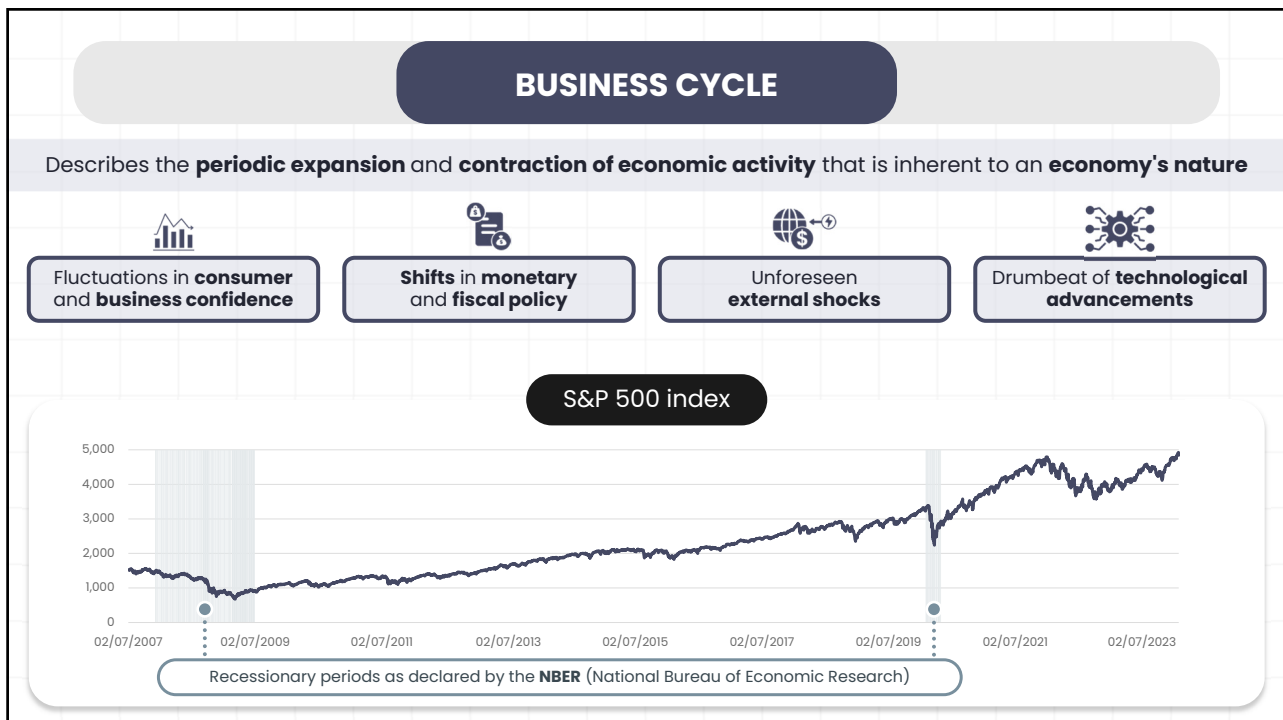 BUSINESS CYCLE
Describes the periodic expansion and contraction of economic activity that is inherent to an economy's nature
Fluctuations in consumer
and business confidence
Shifts in monetary
and fiscal policy
Unforeseen
external shocks
Drumbeat of technological
advancements
S&P 500 index
5,000
4,000
3,000
2,000
1,000
0
02/07/2007 02/07/2009 02/07/2011 02/07/2013 02/07/2015 02/07/2017 02/07/2019 02/07/2021 02/07/2023
Recessionary periods as declared by the NBER (National Bureau of Economic Research)